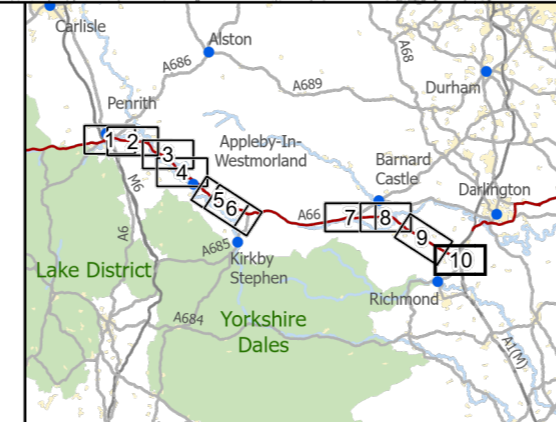 Carlisle
Alston
A68
A686
A689
Durham
Penrith
1
2
3
4
Appleby-In-
Westmorland
Barnard
Castle
Darlington
5
6
A66
7
8
9
10
M6
A6
A685
Kirkby
Stephen
Lake District
Richmond
A684
Yorkshire
Dales
A1(M)